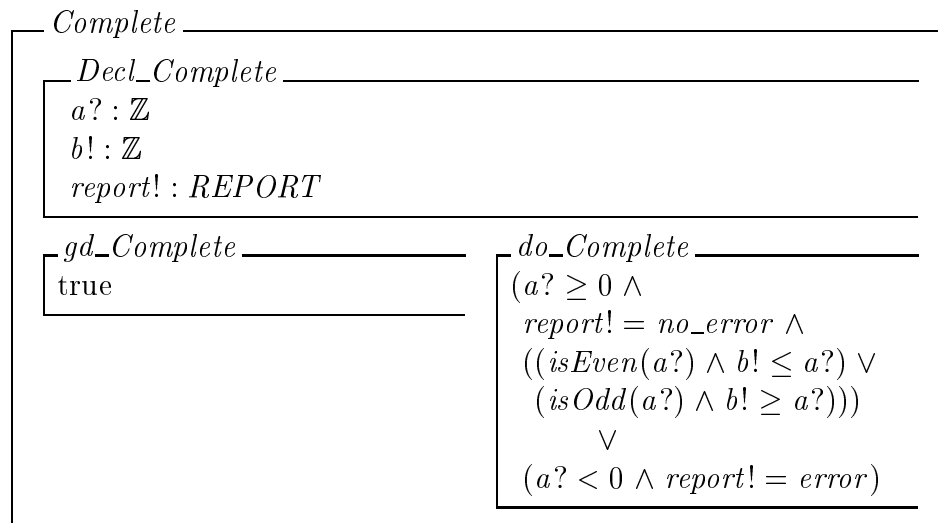 Complete
Decl_Complete
a? : ℤ
b! : ℤ
report! : REPORT
gd_Complete
true
do_Complete
(a? ≥ 0 ∧
report! = no_error ∧
((isEven(a?) ∧ b! ≤ a?) ∨
(isOdd(a?) ∧ b! ≥ a?)))
∨
(a? < 0 ∧ report! = error)